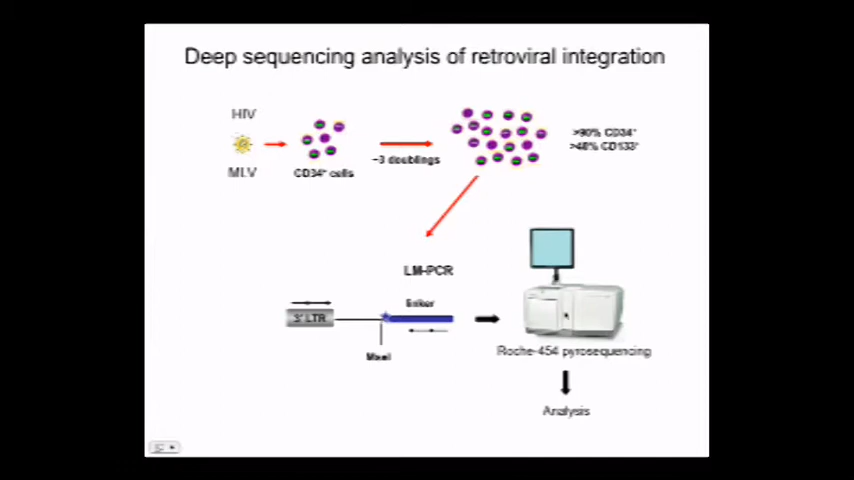 Deep sequencing analysis of retroviral integration
HIV
MLV
CD34⁺ cells
~3 doublings
>90% CD34⁺
>40% CD133⁺
LM-PCR
linker
3' LTR
MseI
Roche-454 pyrosequencing
Analysis